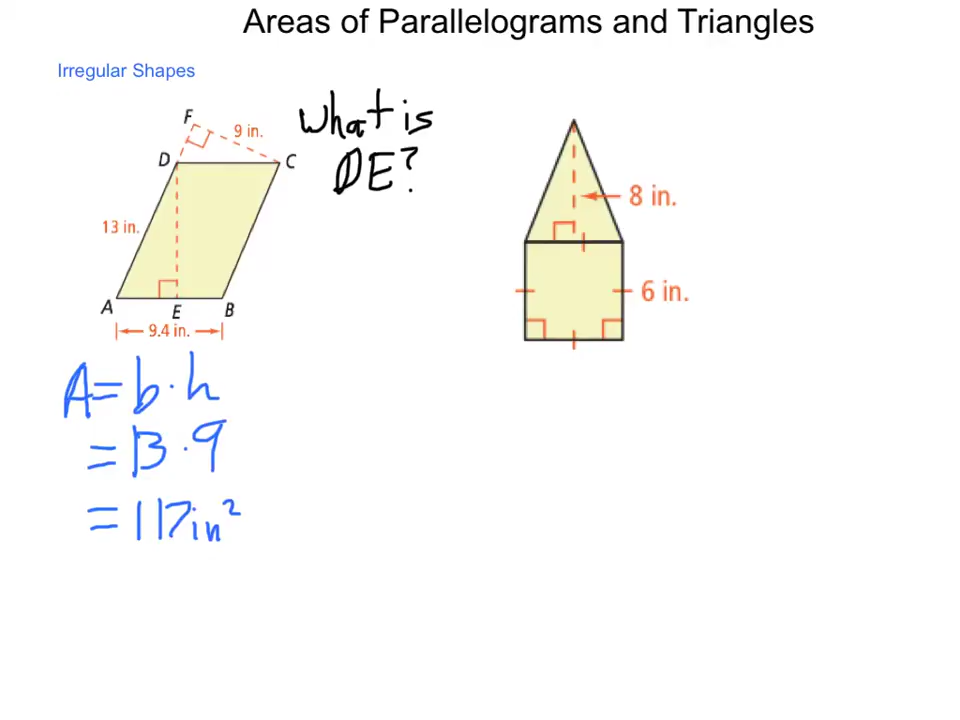 Areas of Parallelograms and Triangles
Irregular Shapes
F
9 in.
What is
D
C
DE?
13 in.
8 in.
6 in.
A
E
B
9.4 in.
A = b · h
= 13 · 9
= 117 in²